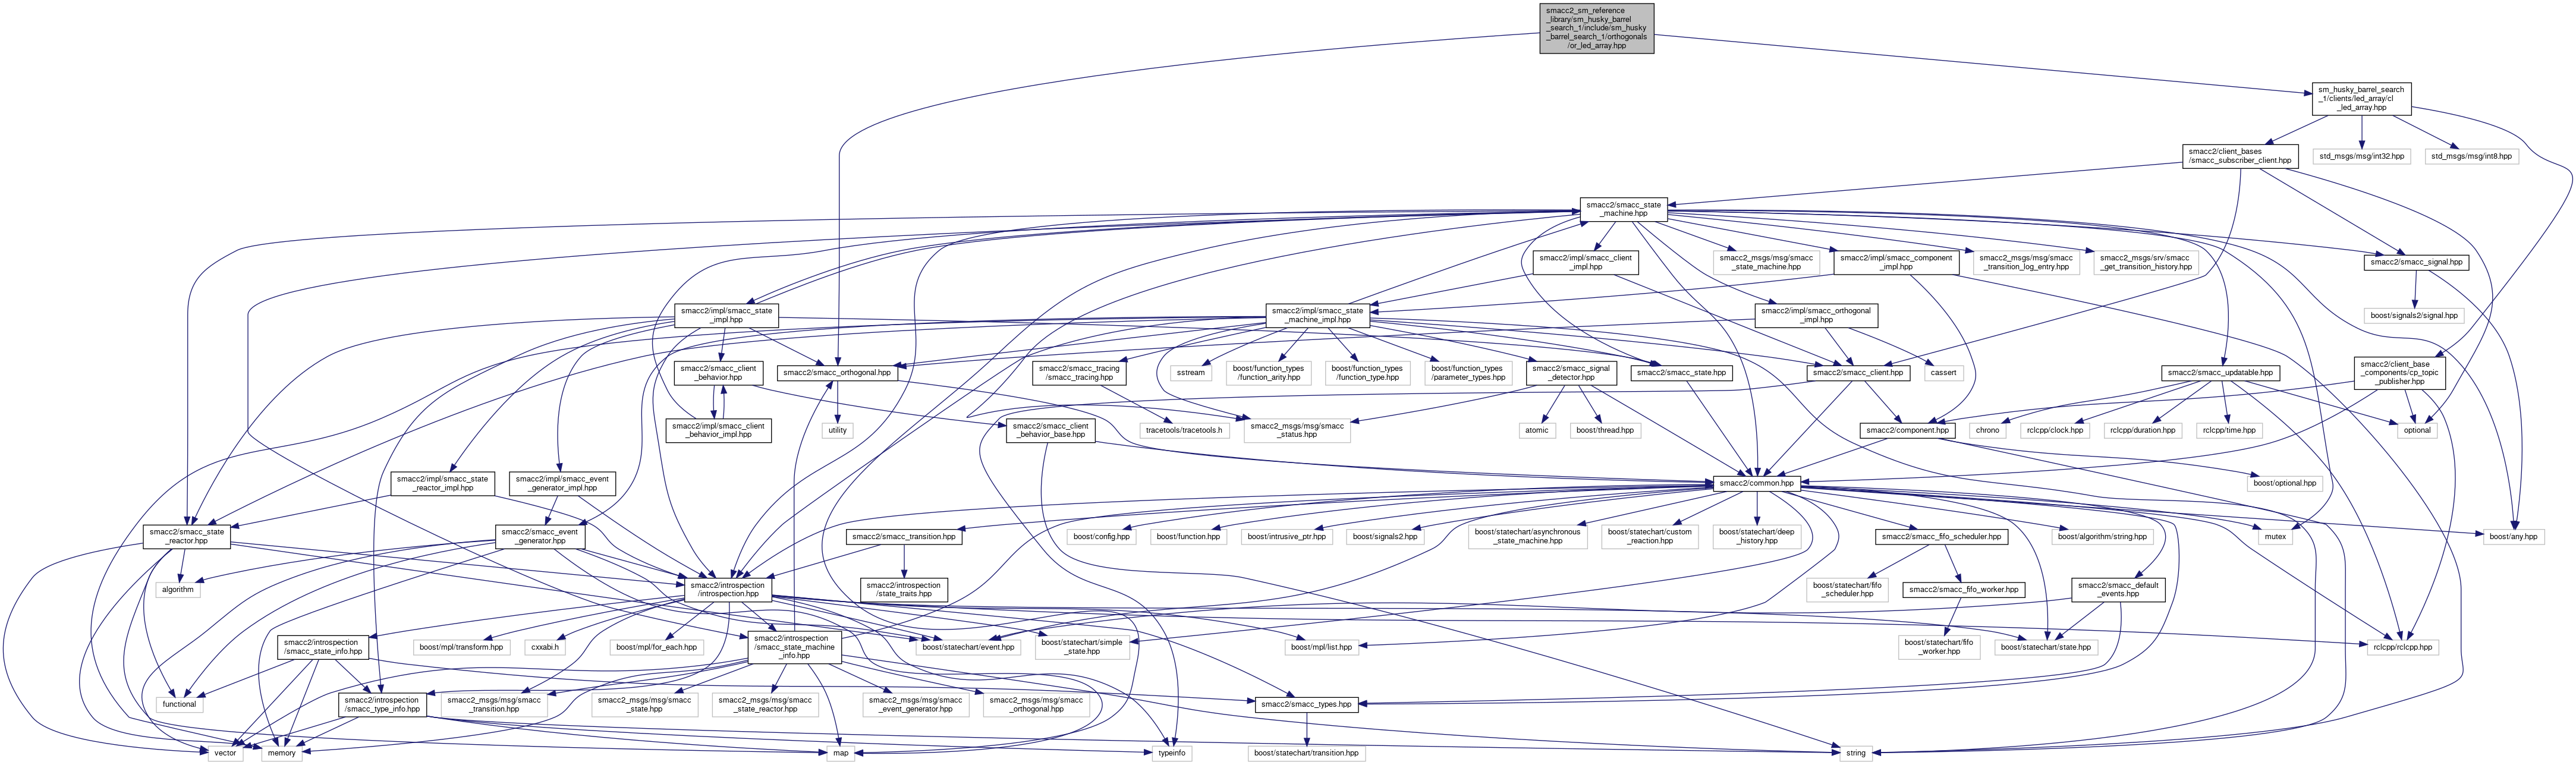 smacc2_sm_reference
_library/sm_husky_barrel
_search_1/include/sm_husky
_barrel_search_1/orthogonals
/or_led_array.hpp
sm_husky_barrel_search
_1/clients/led_array/cl
_led_array.hpp
smacc2/client_bases
/smacc_subscriber_client.hpp
std_msgs/msg/int32.hpp
std_msgs/msg/int8.hpp
smacc2/smacc_state
_machine.hpp
smacc2/impl/smacc_client
_impl.hpp
smacc2_msgs/msg/smacc
_state_machine.hpp
smacc2/impl/smacc_component
_impl.hpp
smacc2_msgs/msg/smacc
_transition_log_entry.hpp
smacc2_msgs/srv/smacc
_get_transition_history.hpp
smacc2/smacc_signal.hpp
smacc2/impl/smacc_state
_impl.hpp
smacc2/impl/smacc_state
_machine_impl.hpp
smacc2/impl/smacc_orthogonal
_impl.hpp
boost/signals2/signal.hpp
smacc2/smacc_client
_behavior.hpp
smacc2/smacc_orthogonal.hpp
smacc2/smacc_tracing
/smacc_tracing.hpp
sstream
boost/function_types
/function_arity.hpp
boost/function_types
/function_type.hpp
boost/function_types
/parameter_types.hpp
smacc2/smacc_signal
_detector.hpp
smacc2/smacc_state.hpp
smacc2/smacc_client.hpp
cassert
smacc2/smacc_updatable.hpp
smacc2/client_base
_components/cp_topic
_publisher.hpp
smacc2/impl/smacc_client
_behavior_impl.hpp
utility
smacc2/smacc_client
_behavior_base.hpp
tracetools/tracetools.h
smacc2_msgs/msg/smacc
_status.hpp
atomic
boost/thread.hpp
smacc2/component.hpp
chrono
rclcpp/clock.hpp
rclcpp/duration.hpp
rclcpp/time.hpp
optional
smacc2/impl/smacc_state
_reactor_impl.hpp
smacc2/impl/smacc_event
_generator_impl.hpp
smacc2/common.hpp
boost/optional.hpp
smacc2/smacc_state
_reactor.hpp
smacc2/smacc_event
_generator.hpp
smacc2/smacc_transition.hpp
boost/config.hpp
boost/function.hpp
boost/intrusive_ptr.hpp
boost/signals2.hpp
boost/statechart/asynchronous
_state_machine.hpp
boost/statechart/custom
_reaction.hpp
boost/statechart/deep
_history.hpp
smacc2/smacc_fifo_scheduler.hpp
boost/algorithm/string.hpp
mutex
boost/any.hpp
algorithm
smacc2/introspection
/introspection.hpp
smacc2/introspection
/state_traits.hpp
boost/statechart/fifo
_scheduler.hpp
smacc2/smacc_fifo_worker.hpp
smacc2/smacc_default
_events.hpp
smacc2/introspection
/smacc_state_info.hpp
boost/mpl/transform.hpp
cxxabi.h
boost/mpl/for_each.hpp
smacc2/introspection
/smacc_state_machine
_info.hpp
boost/statechart/event.hpp
boost/statechart/simple
_state.hpp
boost/mpl/list.hpp
boost/statechart/fifo
_worker.hpp
boost/statechart/state.hpp
rclcpp/rclcpp.hpp
functional
smacc2/introspection
/smacc_type_info.hpp
smacc2_msgs/msg/smacc
_transition.hpp
smacc2_msgs/msg/smacc
_state.hpp
smacc2_msgs/msg/smacc
_state_reactor.hpp
smacc2_msgs/msg/smacc
_event_generator.hpp
smacc2_msgs/msg/smacc
_orthogonal.hpp
smacc2/smacc_types.hpp
vector
memory
map
typeinfo
boost/statechart/transition.hpp
string